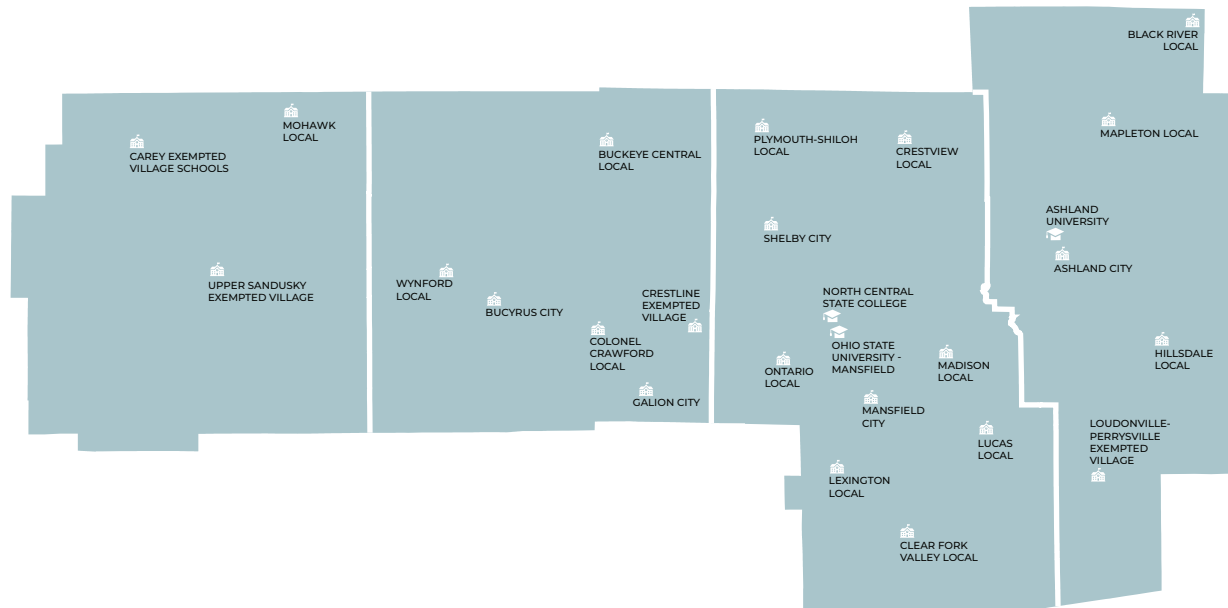 BLACK RIVER
LOCAL
MOHAWK
LOCAL
CAREY EXEMPTED
VILLAGE SCHOOLS
UPPER SANDUSKY
EXEMPTED VILLAGE
BUCKEYE CENTRAL
LOCAL
WYNFORD
LOCAL
BUCYRUS CITY
CRESTLINE
EXEMPTED
VILLAGE
COLONEL
CRAWFORD
LOCAL
GALION CITY
PLYMOUTH-SHILOH
LOCAL
CRESTVIEW
LOCAL
SHELBY CITY
NORTH CENTRAL
STATE COLLEGE
OHIO STATE
UNIVERSITY -
MANSFIELD
ONTARIO
LOCAL
MADISON
LOCAL
MANSFIELD
CITY
LUCAS
LOCAL
LEXINGTON
LOCAL
CLEAR FORK
VALLEY LOCAL
MAPLETON LOCAL
ASHLAND
UNIVERSITY
ASHLAND CITY
HILLSDALE
LOCAL
LOUDONVILLE-
PERRYSVILLE
EXEMPTED
VILLAGE